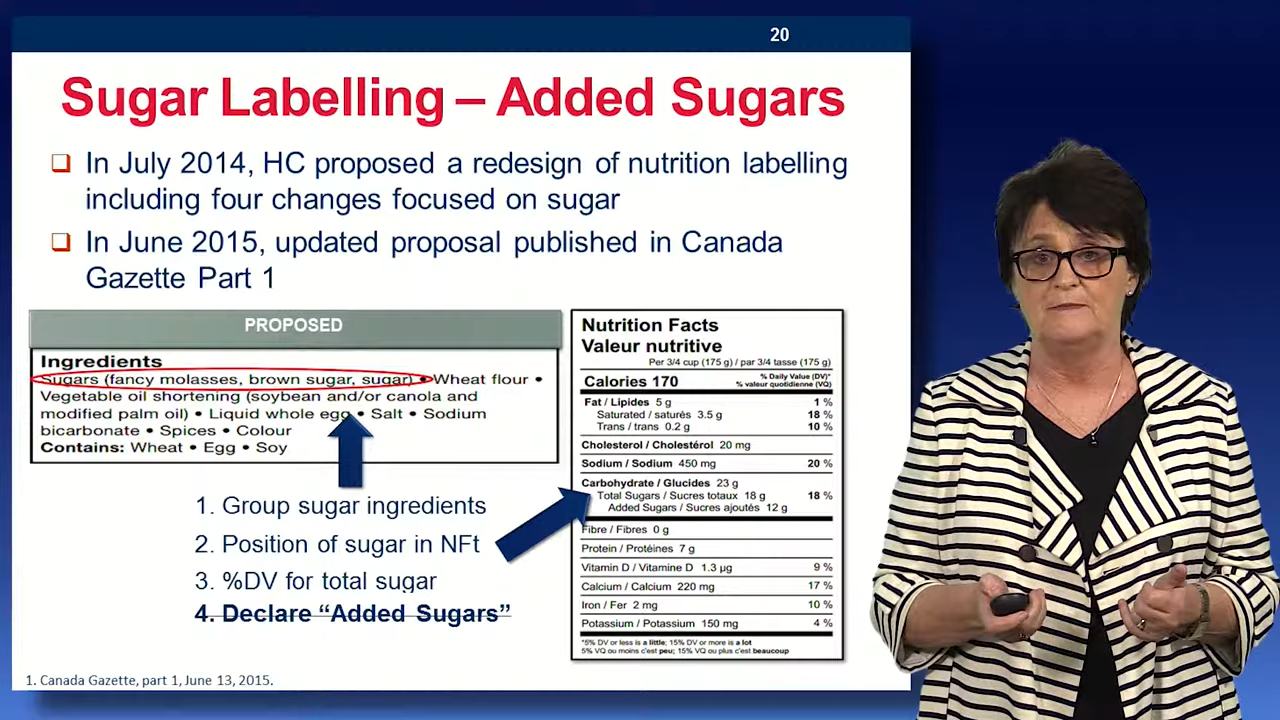 20
Sugar Labelling – Added Sugars
❑ In July 2014, HC proposed a redesign of nutrition labelling
including four changes focused on sugar
❑ In June 2015, updated proposal published in Canada
Gazette Part 1
PROPOSED
Ingredients
Sugars (fancy molasses, brown sugar, sugar) • Wheat flour •
Vegetable oil shortening (soybean and/or canola and
modified palm oil) • Liquid whole egg • Salt • Sodium
bicarbonate • Spices • Colour
Contains: Wheat • Egg • Soy
1. Group sugar ingredients
2. Position of sugar in NFt
3. %DV for total sugar
4. Declare “Added Sugars”
Nutrition Facts
Valeur nutritive
Per 3/4 cup (175 g) / par 3/4 tasse (175 g)
Calories 170
% Daily Value (DV)*
% valeur quotidienne (VQ)
Fat / Lipides 5 g 1 %
Saturated / saturés 3.5 g 18 %
Trans / trans 0.2 g 10 %
Cholesterol / Cholestérol 20 mg
Sodium / Sodium 450 mg 20 %
Carbohydrate / Glucides 23 g
Total Sugars / Sucres totaux 18 g 18 %
Added Sugars / Sucres ajoutés 12 g
Fibre / Fibres 0 g
Protein / Protéines 7 g
Vitamin D / Vitamine D 1.3 µg 9 %
Calcium / Calcium 220 mg 17 %
Iron / Fer 2 mg 10 %
Potassium / Potassium 150 mg 4 %
*5% DV or less is a little; 15% DV or more is a lot
5% VQ ou moins c'est peu; 15% VQ ou plus c'est beaucoup
1. Canada Gazette, part 1, June 13, 2015.